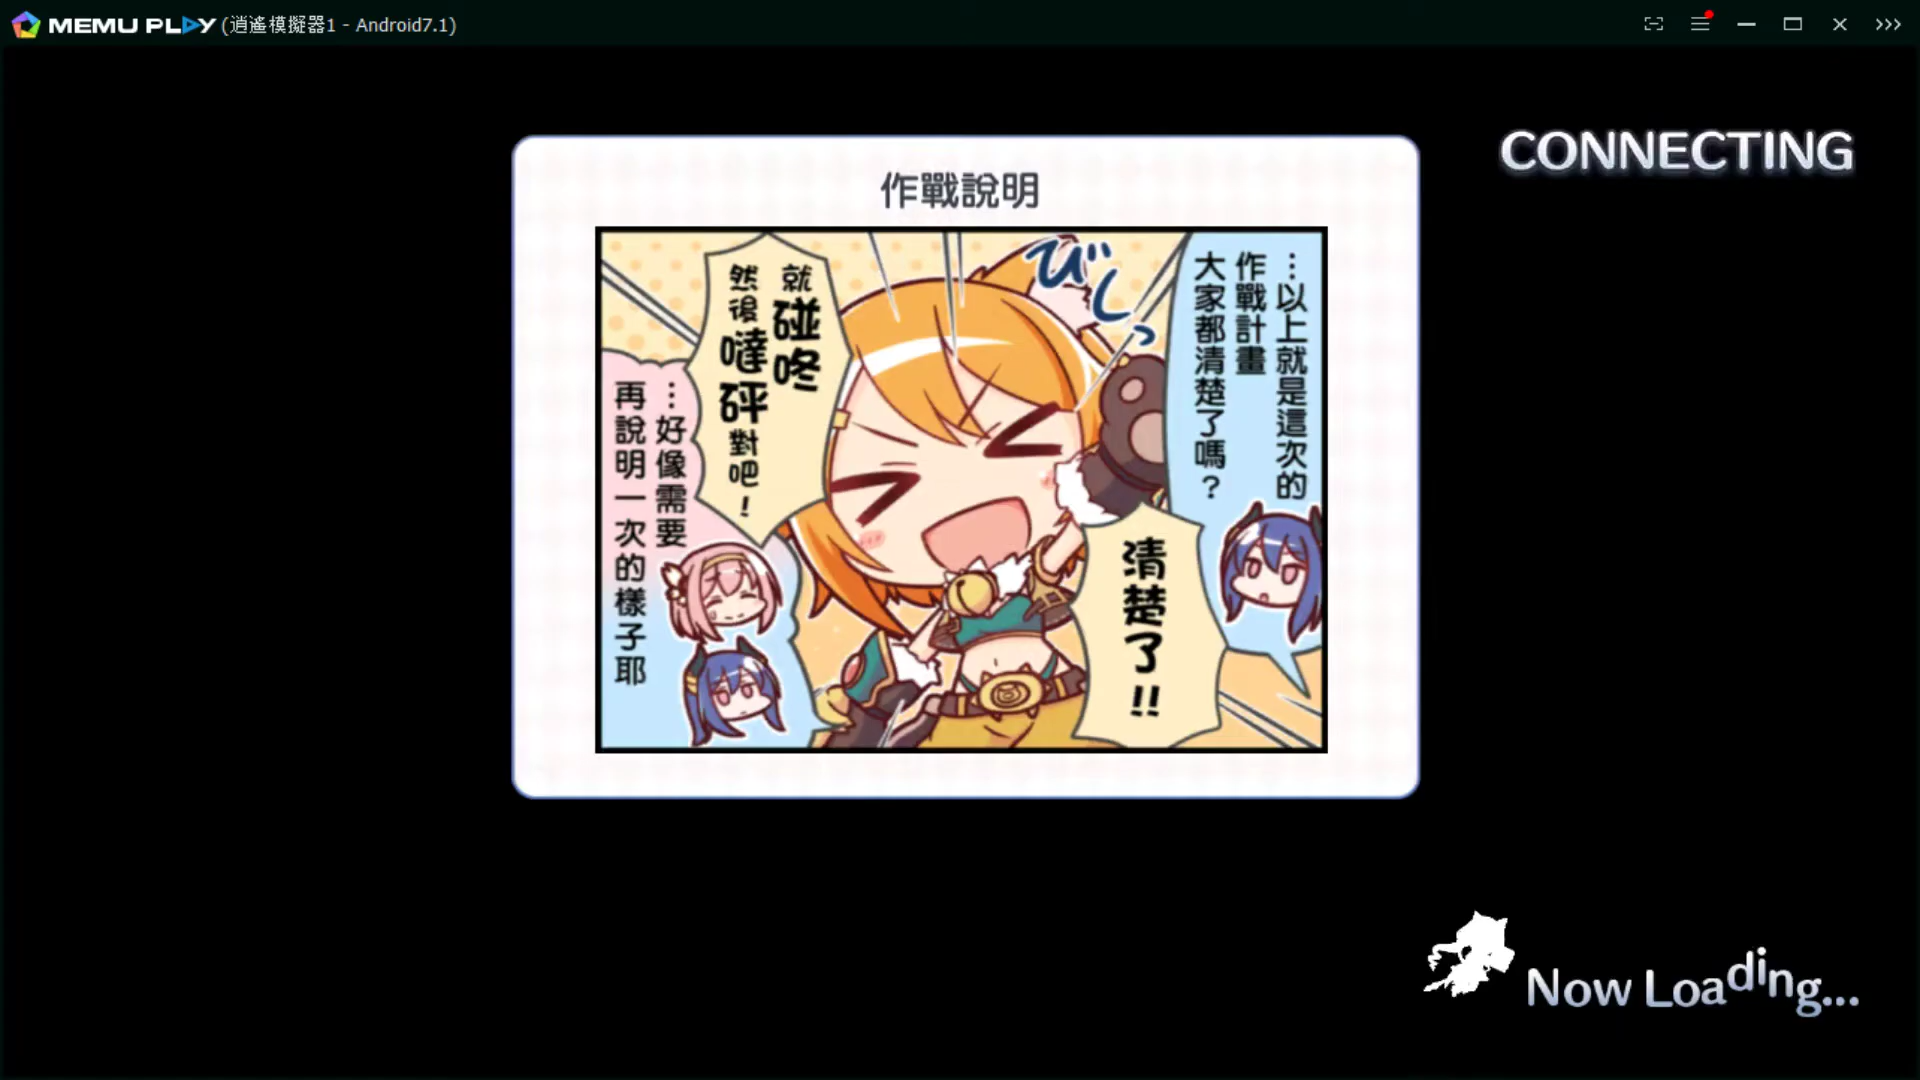 MEMU PLAY (逍遙模擬器1 - Android7.1)
CONNECTING
作戰說明
…以上就是這次的
作戰計畫
大家都清楚了嗎？
びしっ
清楚了!!
就碰咚
然後噠砰對吧！
…好像需要
再說明一次的樣子耶
Now Loading...